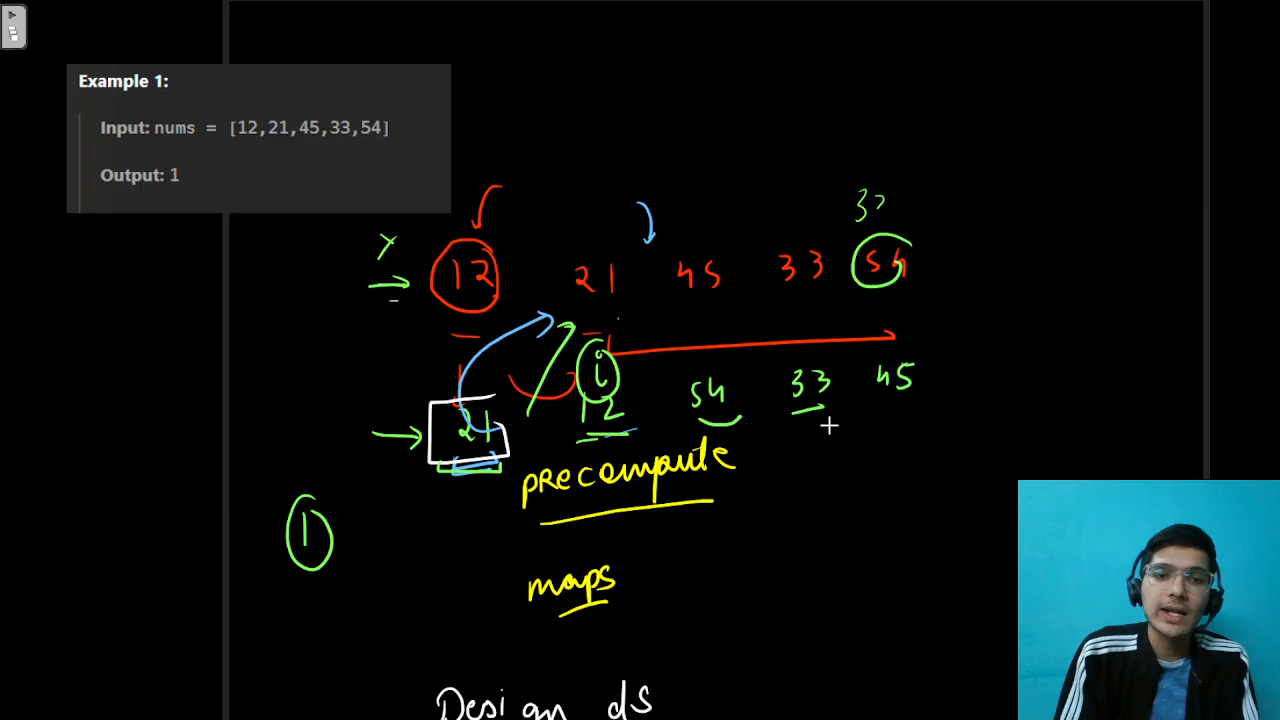 Example 1:
Input: nums = [12,21,45,33,54]
Output: 1
12 21 45 33 54
i
21 12 54 33 45
precompute
1
maps
Design ds